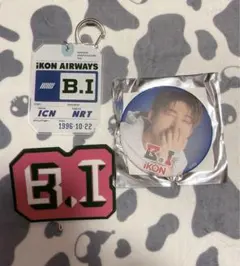 iKON AIRWAYS
B.I
ICN NRT
1996·10·22
B.I
iKON
B.I